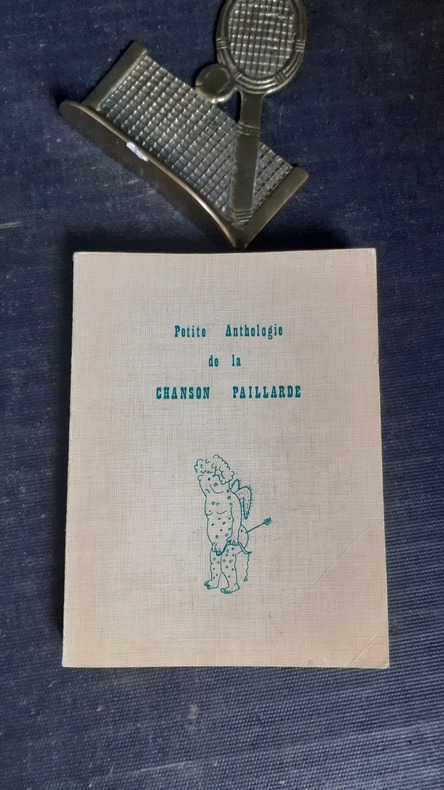 Petite Anthologie
de la
CHANSON PAILLARDE